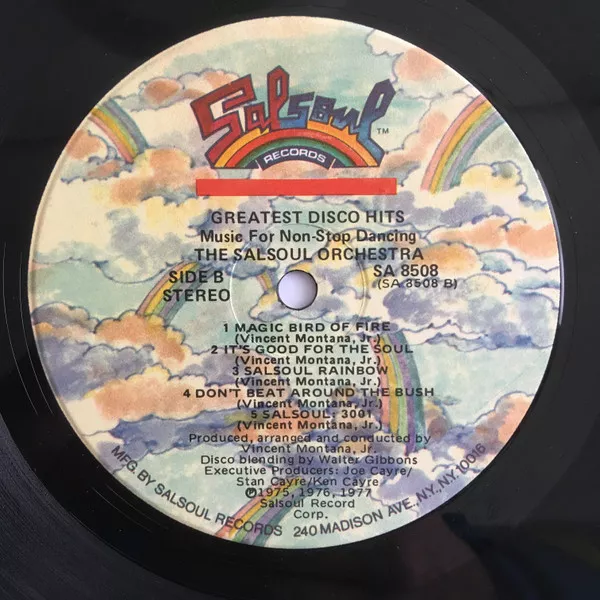 Salsoul TM
RECORDS
GREATEST DISCO HITS
Music For Non-Stop Dancing
THE SALSOUL ORCHESTRA
SIDE B SA 8508
STEREO (SA 8508 B)
1 MAGIC BIRD OF FIRE
(Vincent Montana, Jr.)
2 IT'S GOOD FOR THE SOUL
(Vincent Montana, Jr.)
3 SALSOUL RAINBOW
(Vincent Montana, Jr.)
4 DON'T BEAT AROUND THE BUSH
(Vincent Montana, Jr.)
5 SALSOUL: 3001
Produced, arranged and conducted by
Vincent Montana, Jr.
Disco blending by Walter Gibbons
Executive Producers: Joe Cayre/
Stan Cayre/Ken Cayre
Ⓟ1975, 1976, 1977
Salsoul Record
Corp.
MFG. BY SALSOUL RECORDS 240 MADISON AVE., N.Y., N.Y. 10016